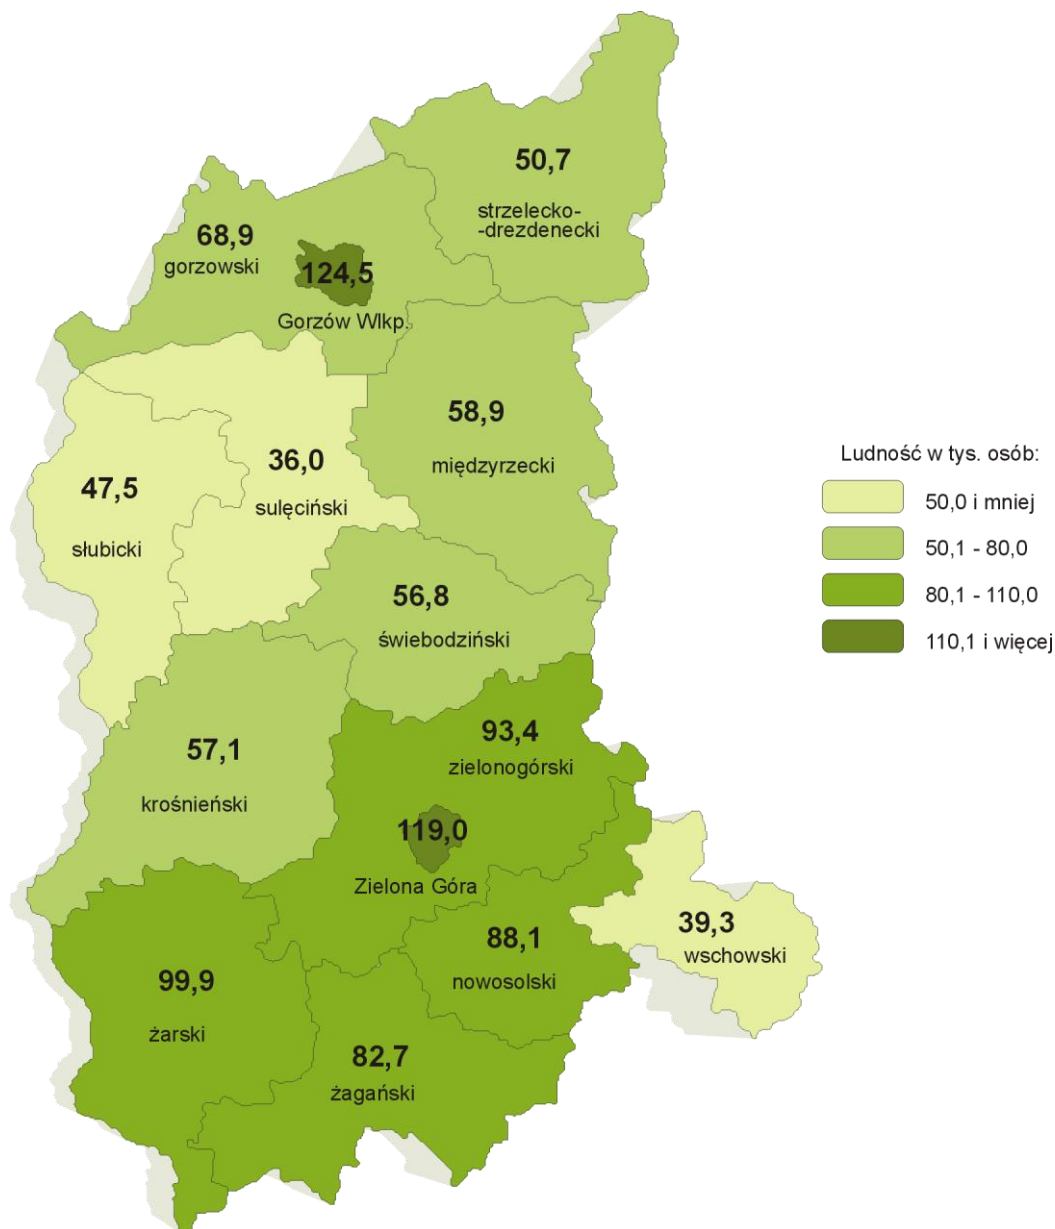 50,7
strzelecko-
-drezdenecki
68,9
gorzowski
124,5
Gorzów Wlkp.
58,9
międzyrzecki
36,0
sulęciński
47,5
słubicki
56,8
świebodziński
93,4
zielonogórski
57,1
krośnieński
119,0
Zielona Góra
39,3
wschowski
88,1
nowosolski
99,9
żarski
82,7
żagański
Ludność w tys. osób:
50,0 i mniej
50,1 - 80,0
80,1 - 110,0
110,1 i więcej